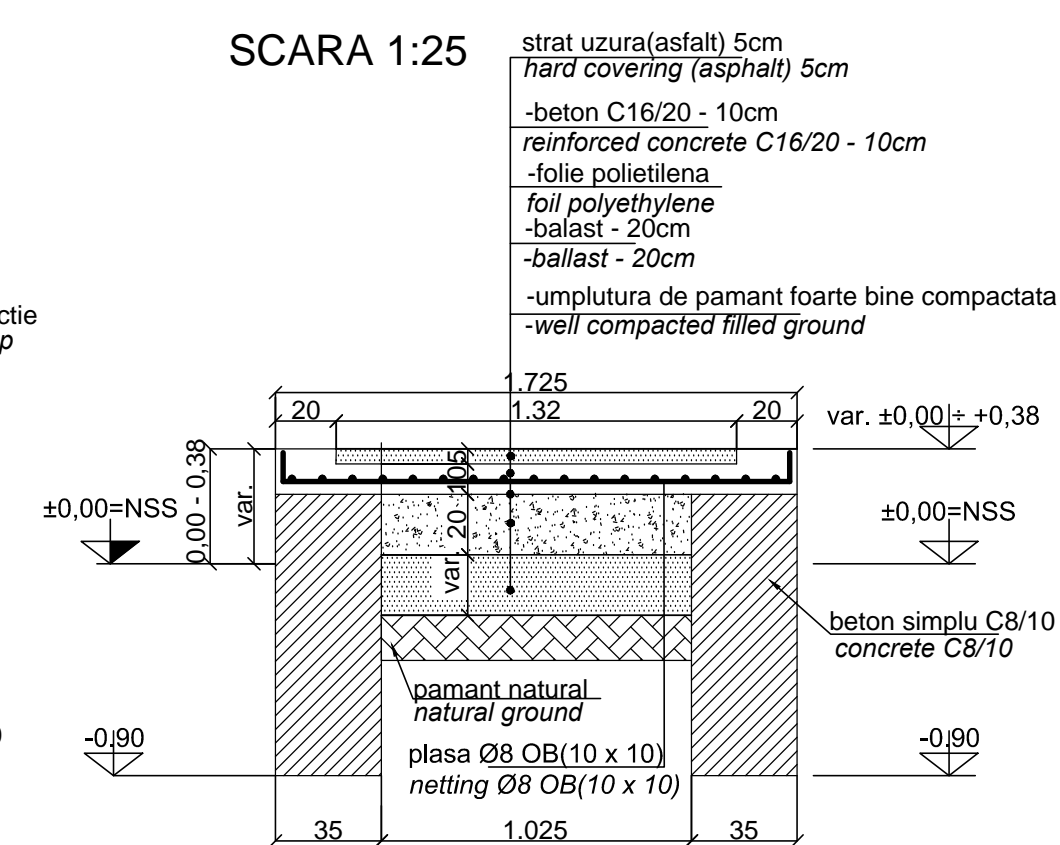 SCARA 1:25
strat uzura(asfalt) 5cm
hard covering (asphalt) 5cm
-beton C16/20 - 10cm
reinforced concrete C16/20 - 10cm
-folie polietilena
foil polyethylene
-balast - 20cm
-ballast - 20cm
-umplutura de pamant foarte bine compactata
-well compacted filled ground
ctie
p
1.725
20
1.32
20
var. ±0,00 ÷ +0,38
0,00 - 0,38
var.
5
10
20
var.
±0,00=NSS
±0,00=NSS
beton simplu C8/10
concrete C8/10
pamant natural
natural ground
-0.90
-0.90
plasa Ø8 OB(10 x 10)
netting Ø8 OB(10 x 10)
35
1.025
35